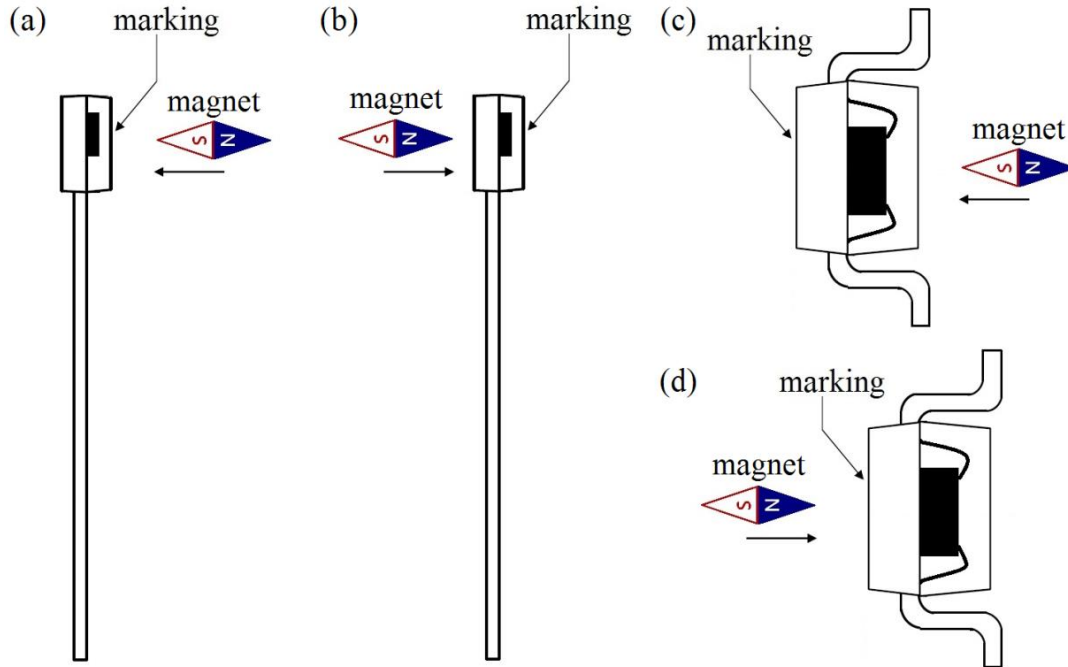 (a)
marking
magnet
S N
(b)
marking
magnet
S N
(c)
marking
magnet
S N
(d)
marking
magnet
S N